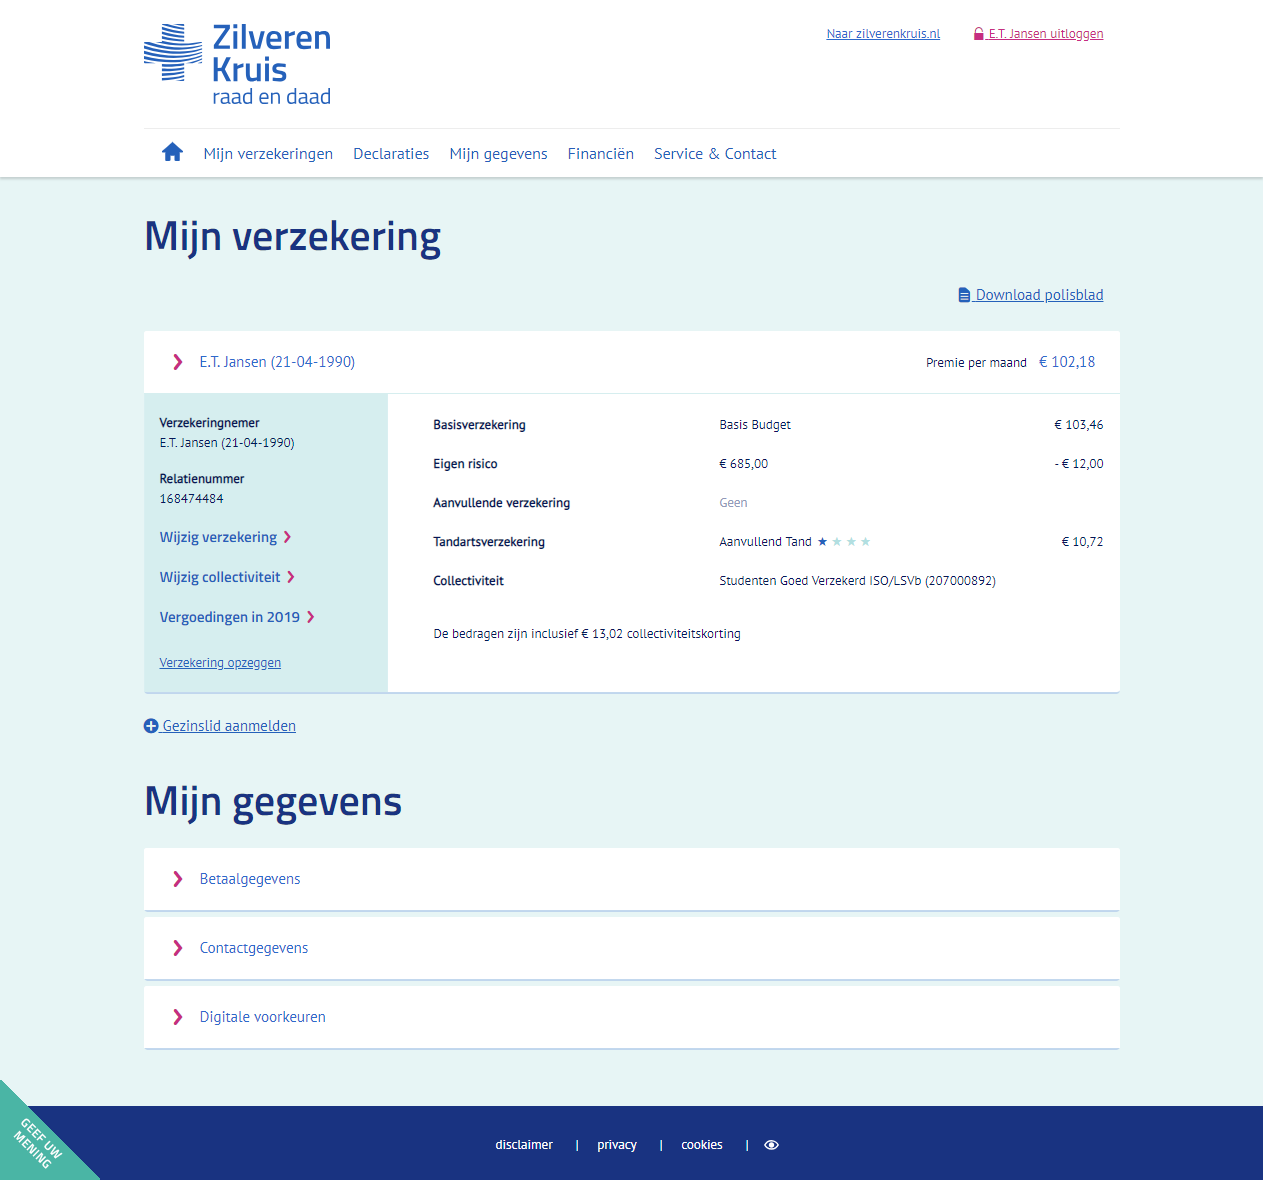 Zilveren
Kruis
raad en daad
Naar zilverenkruis.nl
E.T. Jansen uitloggen
Mijn verzekeringen Declaraties Mijn gegevens Financiën Service & Contact
Mijn verzekering
Download polisblad
E.T. Jansen (21-04-1990) Premie per maand € 102,18
Verzekeringnemer
E.T. Jansen (21-04-1990)
Relatienummer
168474484
Wijzig verzekering
Wijzig collectiviteit
Vergoedingen in 2019
Verzekering opzeggen
Basisverzekering Basis Budget € 103,46
Eigen risico € 685,00 - € 12,00
Aanvullende verzekering Geen
Tandartsverzekering Aanvullend Tand ★ ★ ★ ★ € 10,72
Collectiviteit Studenten Goed Verzekerd ISO/LSVb (207000892)
De bedragen zijn inclusief € 13,02 collectiviteitskorting
Gezinslid aanmelden
Mijn gegevens
Betaalgegevens
Contactgegevens
Digitale voorkeuren
GEEF UW
MENING
disclaimer | privacy | cookies |